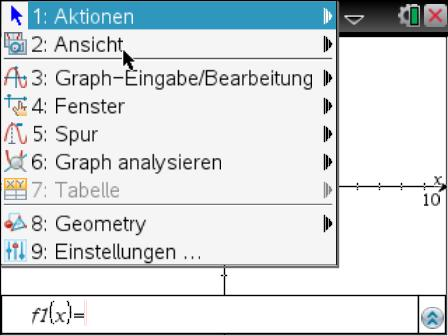 1: Aktionen
2: Ansicht
3: Graph-Eingabe/Bearbeitung
4: Fenster
5: Spur
6: Graph analysieren
7: Tabelle
8: Geometry
9: Einstellungen ...
x
10
f1(x)=